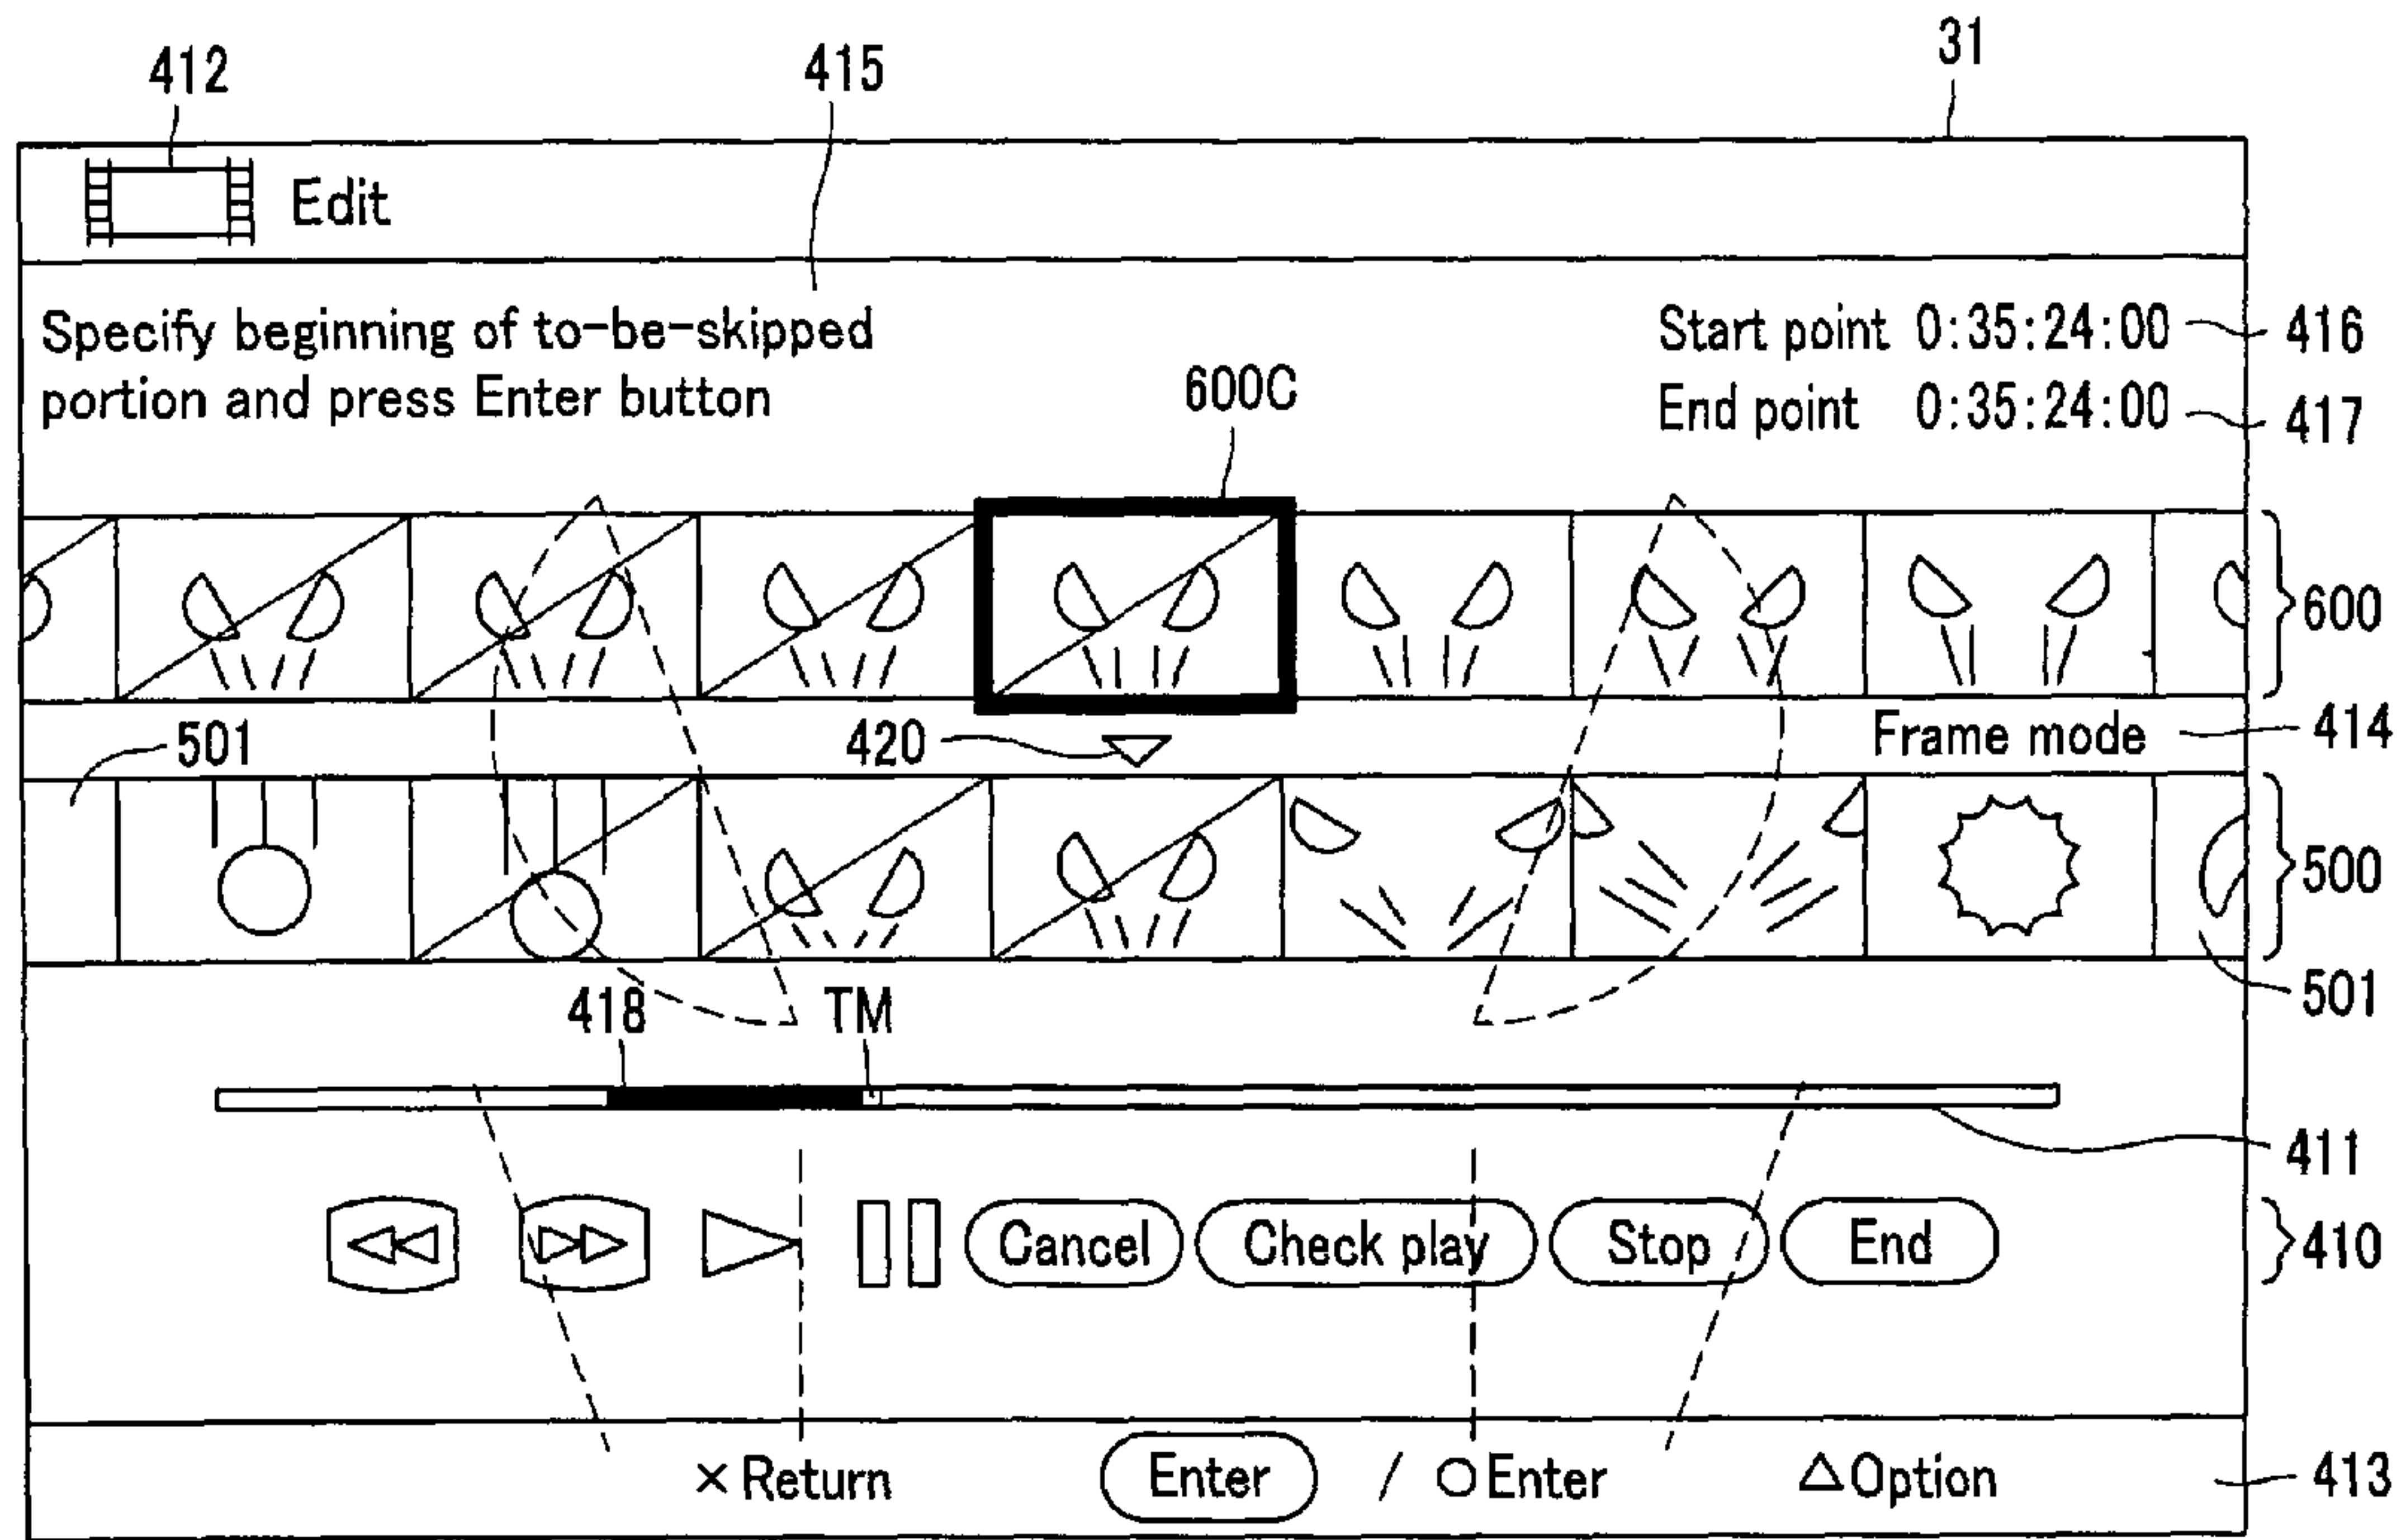 412
415
31
Edit
Specify beginning of to-be-skipped
portion and press Enter button
Start point 0:35:24:00
416
End point 0:35:24:00
417
600C
600
501
420
Frame mode
414
500
501
418
TM
411
Cancel
Check play
Stop
End
410
× Return
Enter
/ ○Enter
△Option
413